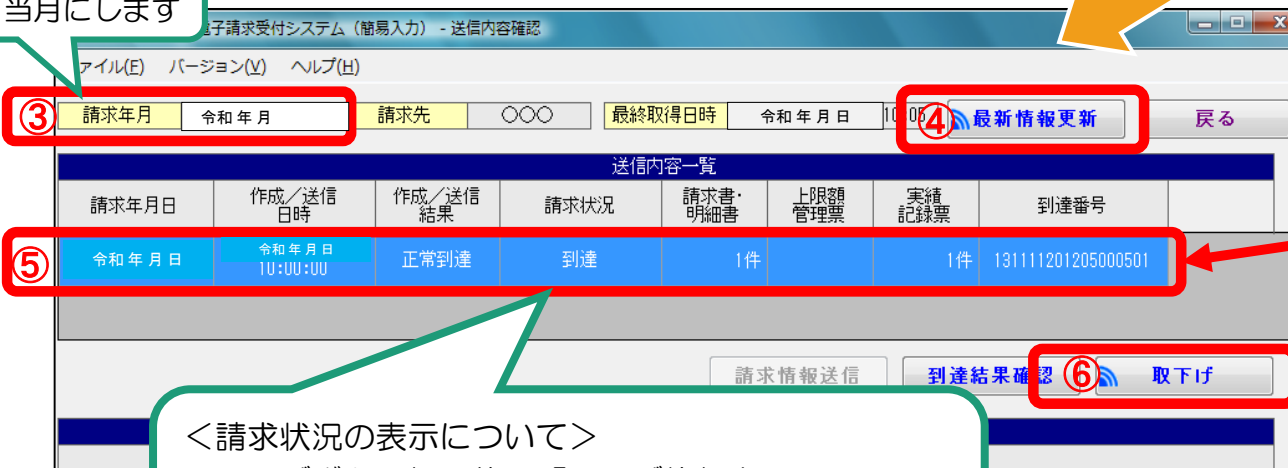 当月にします
電子請求受付システム（簡易入力） - 送信内容確認
ァイル(F) バージョン(V) ヘルプ(H)
③ 請求年月 令和 年 月 請求先 ○○○ 最終取得日時 令和 年 月 日 ④ 最新情報更新 戻る
送信内容一覧
請求年月日 作成／送信日時 作成／送信結果 請求状況 請求書・明細書 上限額管理票 実績記録票 到達番号
⑤ 令和 年 月 日 令和 年 月 日 10:00:00 正常到達 到達 1件 1件 131111201205000501
請求情報送信 到達結果確認 ⑥ 取下げ
＜請求状況の表示について＞